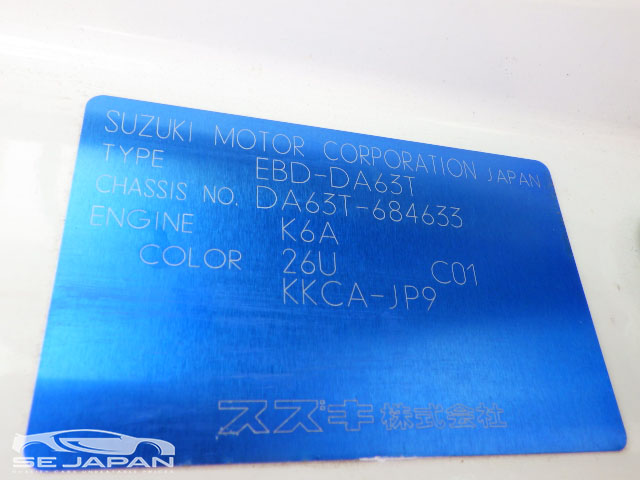 SUZUKI MOTOR CORPORATION JAPAN
TYPE EBD-DA63T
CHASSIS NO. DA63T-684633
ENGINE K6A
COLOR 26U C01
KKCA-JP9
スズキ株式会社
SE JAPAN